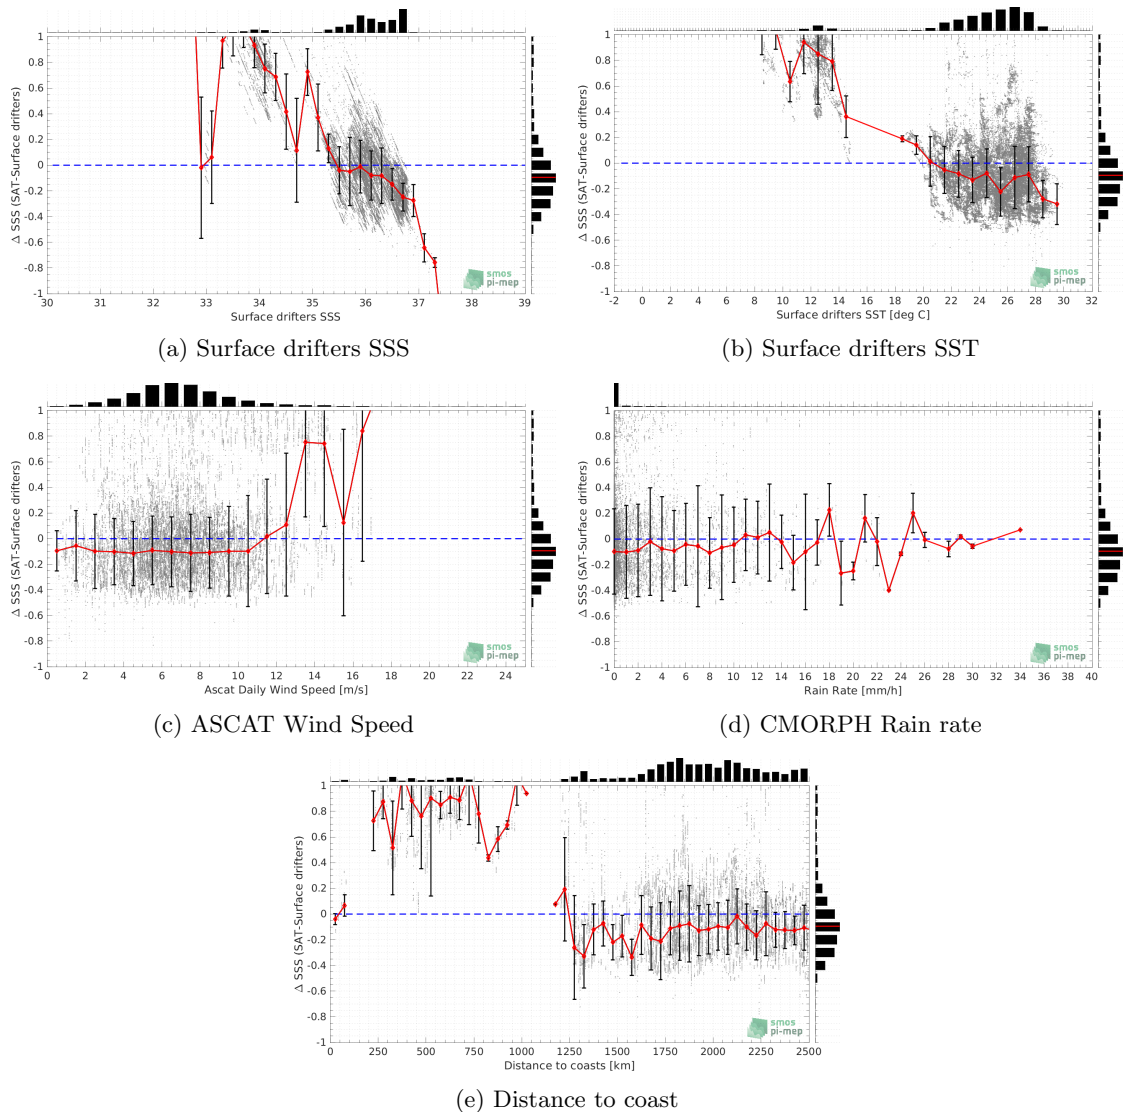 1
0.8
0.6
0.4
0.2
0
-0.2
-0.4
-0.6
-0.8
-1
Δ SSS (SAT-Surface drifters)
30 31 32 33 34 35 36 37 38 39
Surface drifters SSS
smos
pi-mep
(a) Surface drifters SSS
1
0.8
0.6
0.4
0.2
0
-0.2
-0.4
-0.6
-0.8
-1
Δ SSS (SAT-Surface drifters)
-2 0 2 4 6 8 10 12 14 16 18 20 22 24 26 28 30 32
Surface drifters SST [deg C]
smos
pi-mep
(b) Surface drifters SST
1
0.8
0.6
0.4
0.2
0
-0.2
-0.4
-0.6
-0.8
-1
Δ SSS (SAT-Surface drifters)
0 2 4 6 8 10 12 14 16 18 20 22 24
Ascat Daily Wind Speed [m/s]
smos
pi-mep
(c) ASCAT Wind Speed
1
0.8
0.6
0.4
0.2
0
-0.2
-0.4
-0.6
-0.8
-1
Δ SSS (SAT-Surface drifters)
0 2 4 6 8 10 12 14 16 18 20 22 24 26 28 30 32 34 36 38 40
Rain Rate [mm/h]
smos
pi-mep
(d) CMORPH Rain rate
1
0.8
0.6
0.4
0.2
0
-0.2
-0.4
-0.6
-0.8
-1
Δ SSS (SAT-Surface drifters)
0 250 500 750 1000 1250 1500 1750 2000 2250 2500
Distance to coasts [km]
smos
pi-mep
(e) Distance to coast